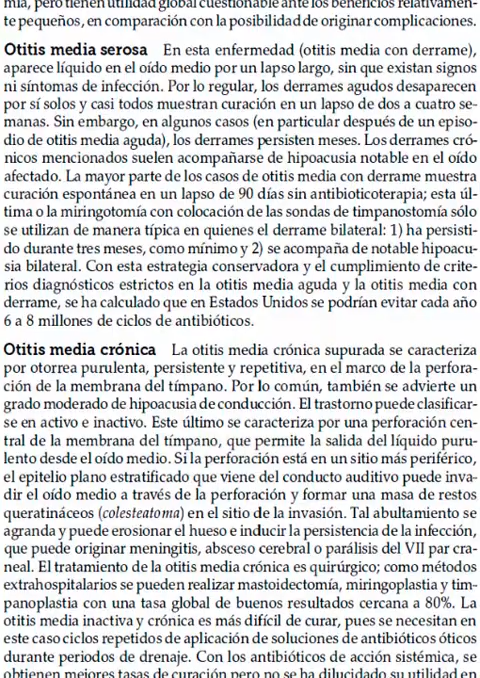 mía, pero tienen utilidad global cuestionable ante los beneficios relativamen-
te pequeños, en comparación con la posibilidad de originar complicaciones.
Otitis media serosa En esta enfermedad (otitis media con derrame),
aparece líquido en el oído medio por un lapso largo, sin que existan signos
ni síntomas de infección. Por lo regular, los derrames agudos desaparecen
por sí solos y casi todos muestran curación en un lapso de dos a cuatro se-
manas. Sin embargo, en algunos casos (en particular después de un episo-
dio de otitis media aguda), los derrames persisten meses. Los derrames cró-
nicos mencionados suelen acompañarse de hipoacusia notable en el oído
afectado. La mayor parte de los casos de otitis media con derrame muestra
curación espontánea en un lapso de 90 días sin antibioticoterapia; esta úl-
tima o la miringotomía con colocación de las sondas de timpanostomía sólo
se utilizan de manera típica en quienes el derrame bilateral: 1) ha persisti-
do durante tres meses, como mínimo y 2) se acompaña de notable hipoacu-
sia bilateral. Con esta estrategia conservadora y el cumplimiento de crite-
rios diagnósticos estrictos en la otitis media aguda y la otitis media con
derrame, se ha calculado que en Estados Unidos se podrían evitar cada año
6 a 8 millones de ciclos de antibióticos.
Otitis media crónica La otitis media crónica supurada se caracteriza
por otorrea purulenta, persistente y repetitiva, en el marco de la perfora-
ción de la membrana del tímpano. Por lo común, también se advierte un
grado moderado de hipoacusia de conducción. El trastorno puede clasificar-
se en activo e inactivo. Este último se caracteriza por una perforación cen-
tral de la membrana del tímpano, que permite la salida del líquido puru-
lento desde el oído medio. Si la perforación está en un sitio más periférico,
el epitelio plano estratificado que viene del conducto auditivo puede inva-
dir el oído medio a través de la perforación y formar una masa de restos
queratináceos (colesteatoma) en el sitio de la invasión. Tal abultamiento se
agranda y puede erosionar el hueso e inducir la persistencia de la infección,
que puede originar meningitis, absceso cerebral o parálisis del VII par cra-
neal. El tratamiento de la otitis media crónica es quirúrgico; como métodos
extrahospitalarios se pueden realizar mastoidectomía, miringoplastia y tim-
panoplastia con una tasa global de buenos resultados cercana a 80%. La
otitis media inactiva y crónica es más difícil de curar, pues se necesitan en
este caso ciclos repetidos de aplicación de soluciones de antibióticos óticos
durante periodos de drenaje. Con los antibióticos de acción sistémica, se
obtienen mejores tasas de curación pero no se ha dilucidado su utilidad en